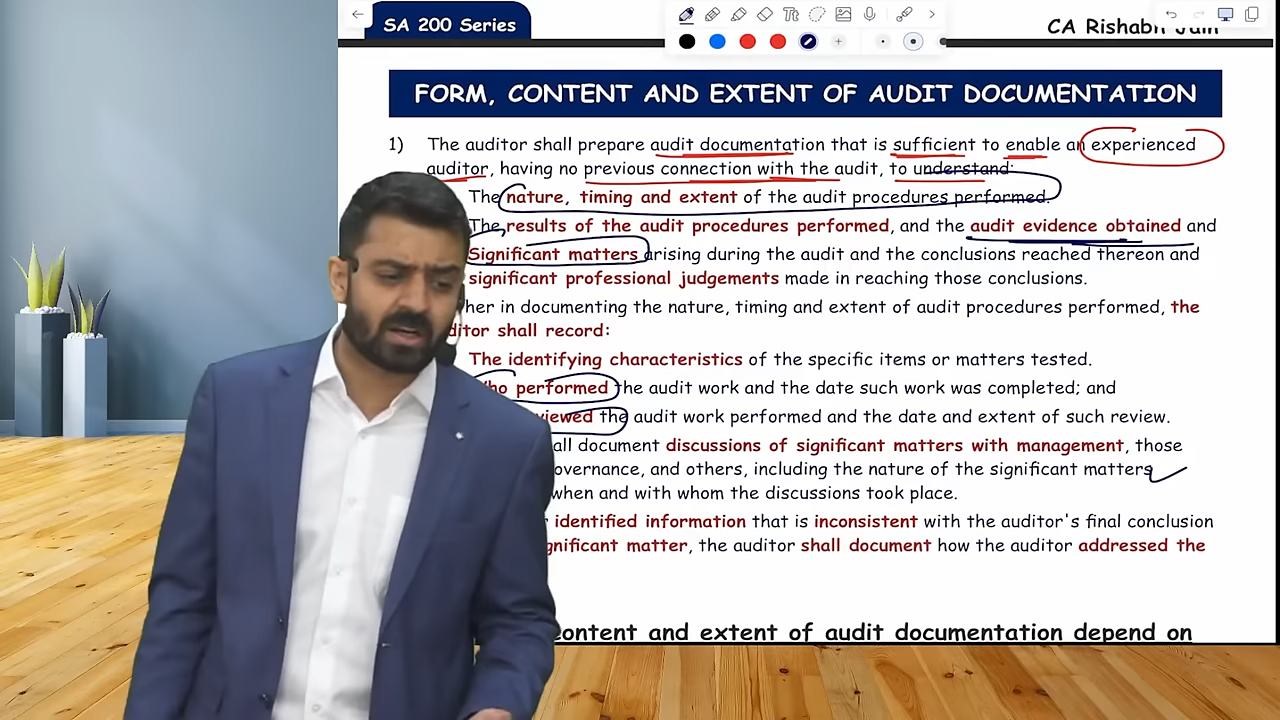 SA 200 Series
CA Rishabh Jain
FORM, CONTENT AND EXTENT OF AUDIT DOCUMENTATION
1) The auditor shall prepare audit documentation that is sufficient to enable an experienced
auditor, having no previous connection with the audit, to understand:
The nature, timing and extent of the audit procedures performed.
The results of the audit procedures performed, and the audit evidence obtained and
Significant matters arising during the audit and the conclusions reached thereon and
significant professional judgements made in reaching those conclusions.
in documenting the nature, timing and extent of audit procedures performed, the
shall record:
The identifying characteristics of the specific items or matters tested.
performed the audit work and the date such work was completed; and
the audit work performed and the date and extent of such review.
document discussions of significant matters with management, those
and others, including the nature of the significant matters
when and with whom the discussions took place.
identified information that is inconsistent with the auditor's final conclusion
matter, the auditor shall document how the auditor addressed the
content and extent of audit documentation depend on